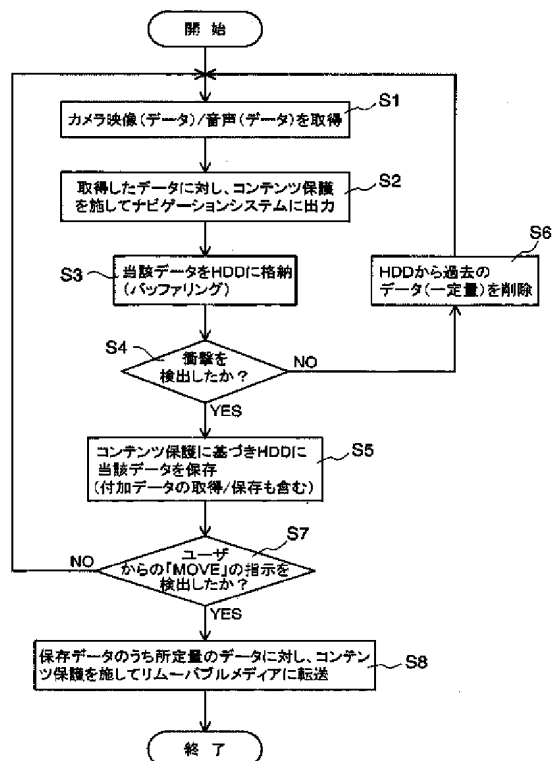 開 始
S1
カメラ映像(データ)/音声(データ)を取得
S2
取得したデータに対し、コンテンツ保護
を施してナビゲーションシステムに出力
S3
当該データをHDDに格納
(バッファリング)
S6
HDDから過去の
データ(一定量)を削除
S4
衝撃を
検出したか?
NO
YES
S5
コンテンツ保護に基づきHDDに
当該データを保存
(付加データの取得/保存も含む)
S7
ユーザ
からの「MOVE」の指示を
検出したか?
NO
YES
S8
保存データのうち所定量のデータに対し、コンテン
ツ保護を施してリムーバブルメディアに転送
終 了